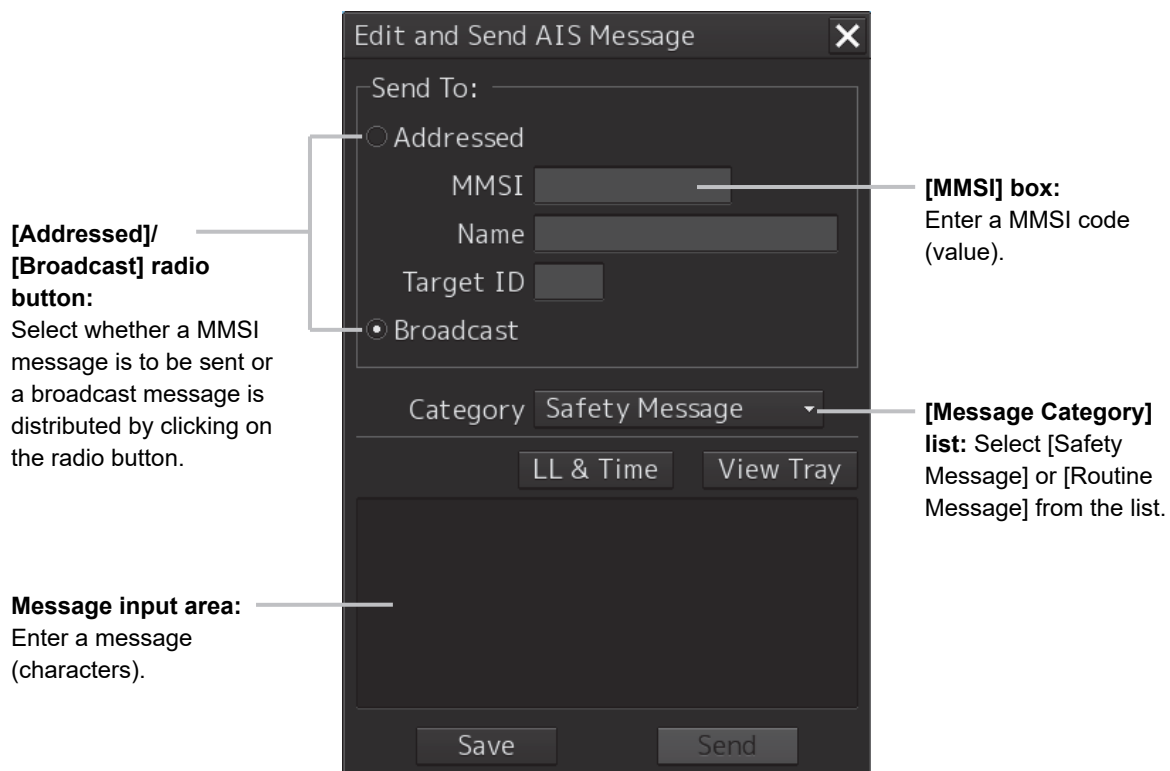 Edit and Send AIS Message
Send To:
Addressed
MMSI
Name
Target ID
Broadcast
Category Safety Message
LL & Time View Tray
Save Send
[Addressed]/
[Broadcast] radio
button:
Select whether a MMSI
message is to be sent or
a broadcast message is
distributed by clicking on
the radio button.
Message input area:
Enter a message
(characters).
[MMSI] box:
Enter a MMSI code
(value).
[Message Category]
list: Select [Safety
Message] or [Routine
Message] from the list.